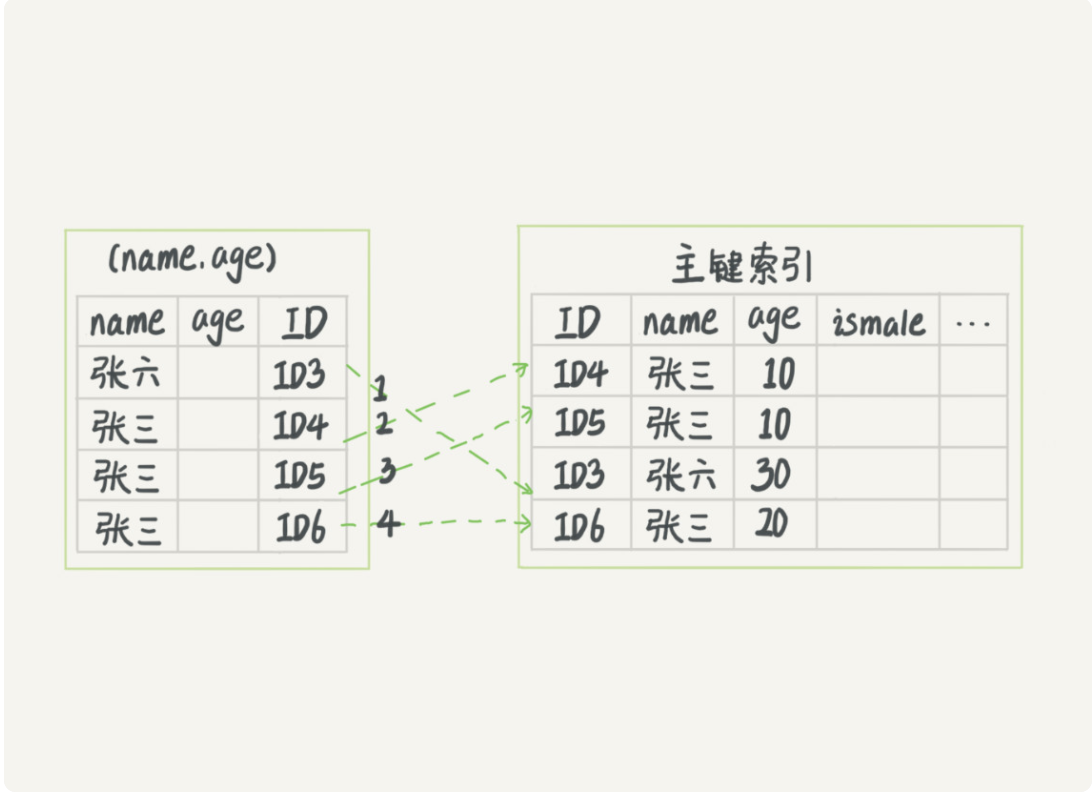 (name.age)
name age ID
张六 ID3
张三 ID4
张三 ID5
张三 ID6
1
2
3
4
主键索引
ID name age ismale ...
ID4 张三 10
ID5 张三 10
ID3 张六 30
ID6 张三 20